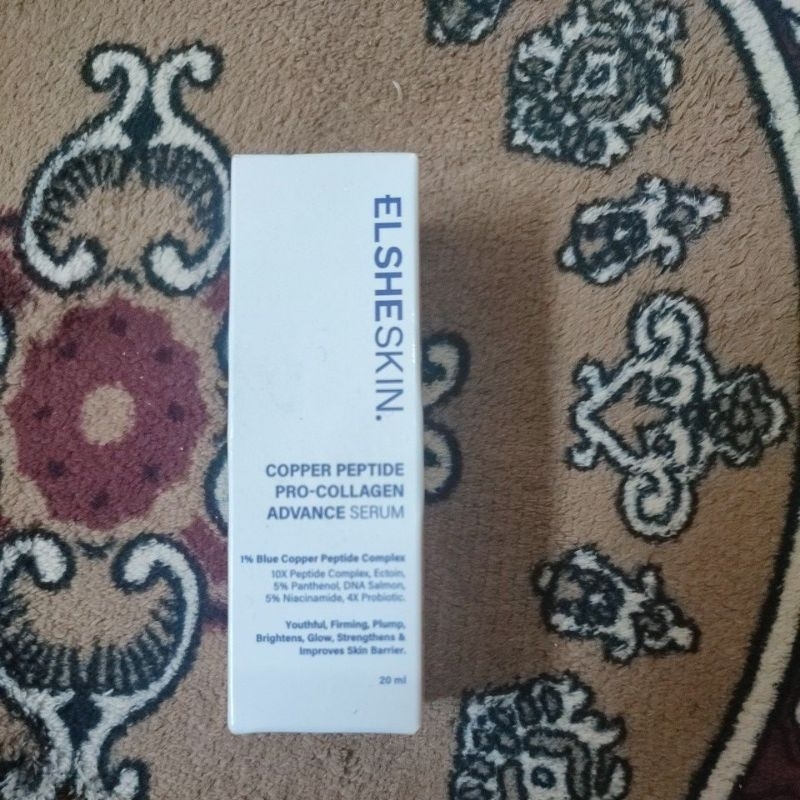 ELSHESKIN.
COPPER PEPTIDE
PRO-COLLAGEN
ADVANCE SERUM
1% Blue Copper Peptide Complex
10X Peptide Complex, Ectoin,
5% Panthenol, DNA Salmon,
5% Niacinamide, 4X Probiotic.
Youthful, Firming, Plump,
Brightens, Glow, Strengthens &
Improves Skin Barrier.
20 ml